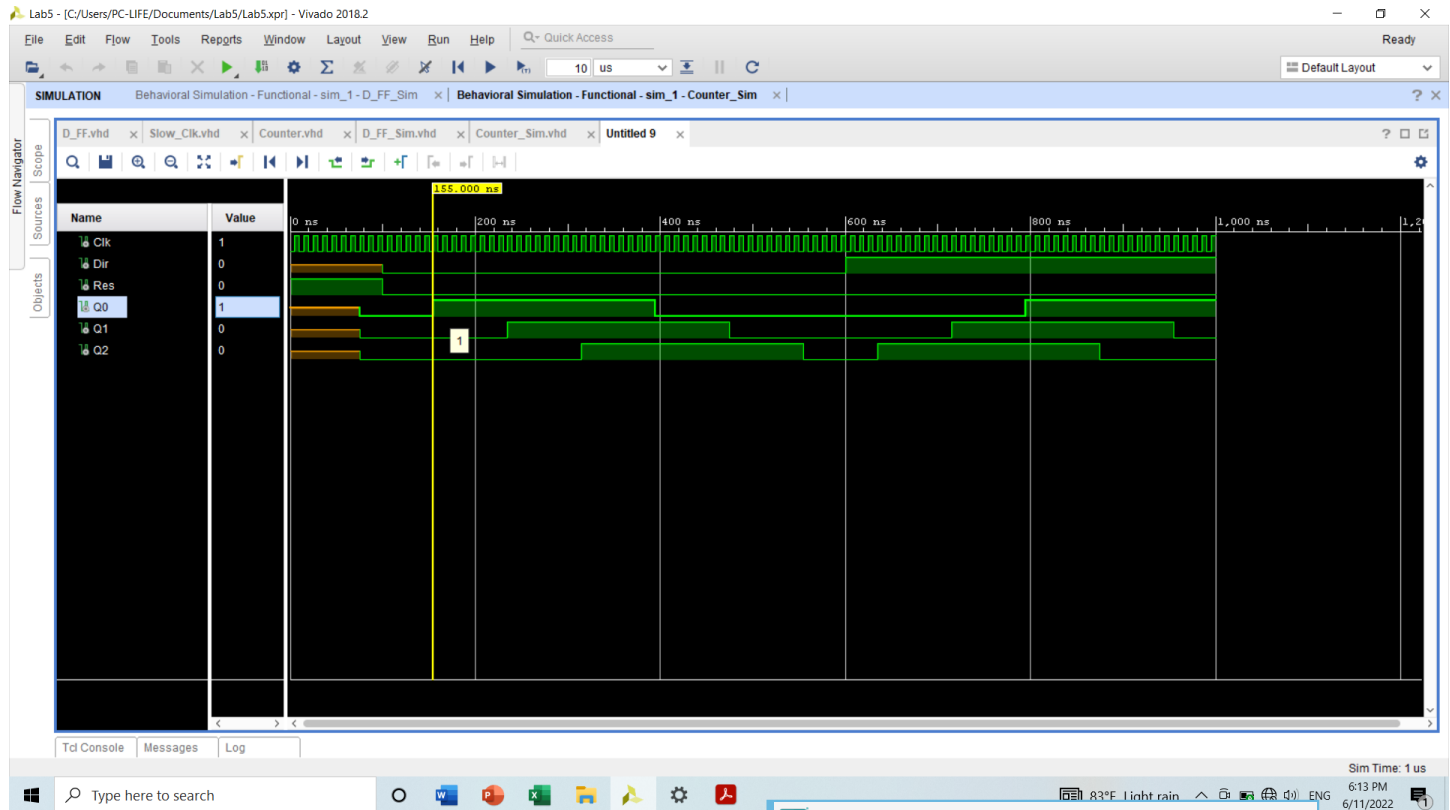 Lab5 - [C:/Users/PC-LIFE/Documents/Lab5/Lab5.xpr] - Vivado 2018.2
File Edit Flow Tools Reports Window Layout View Run Help Quick Access Ready
10 us Default Layout
SIMULATION Behavioral Simulation - Functional - sim_1 - D_FF_Sim Behavioral Simulation - Functional - sim_1 - Counter_Sim
D_FF.vhd Slow_Clk.vhd Counter.vhd D_FF_Sim.vhd Counter_Sim.vhd Untitled 9
Flow Navigator
Scope
Sources
Objects
155.000 ns
Name Value 0 ns 200 ns 400 ns 600 ns 800 ns 1,000 ns 1,2
Clk 1
Dir 0
Res 0
Q0 1
Q1 0
Q2 0
1
Tcl Console Messages Log
Sim Time: 1 us
Type here to search 83°F Light rain ENG 6:13 PM
6/11/2022
1